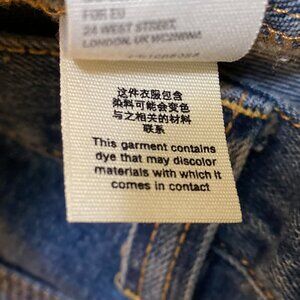 FOR EU
24 WEST STREET
LONDON, UK
这件衣服包含
染料可能会变色
与之相关的材料
联系
This garment contains
dye that may discolor
materials with which it
comes in contact